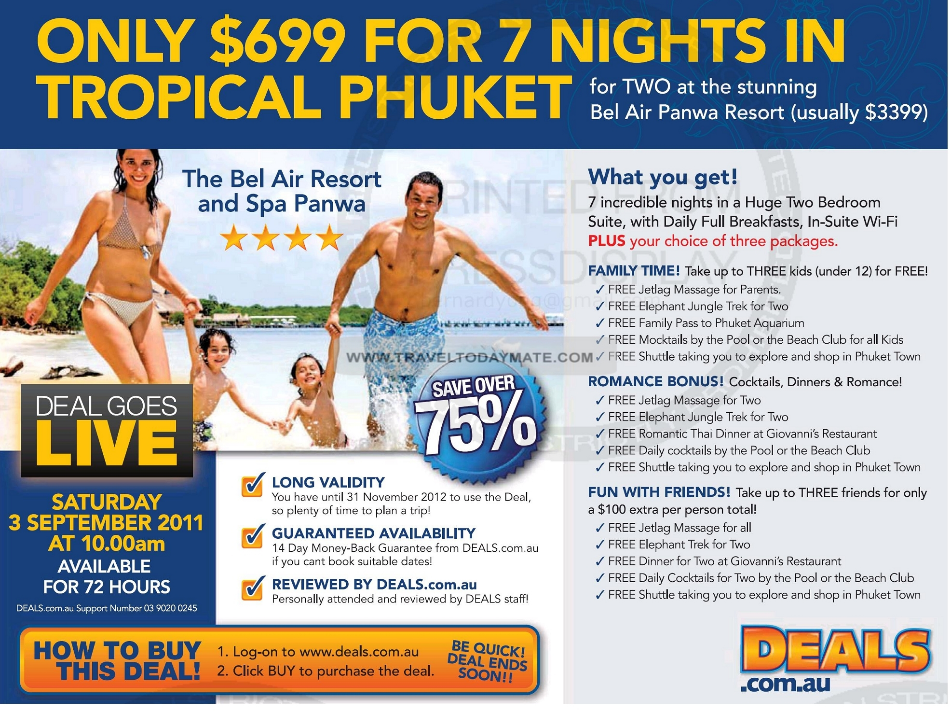 ONLY $699 FOR 7 NIGHTS IN
TROPICAL PHUKET
for TWO at the stunning
Bel Air Panwa Resort (usually $3399)
The Bel Air Resort
and Spa Panwa
WWW.TRAVELTODAYMATE.COM
SAVE OVER
75%
DEAL GOES
LIVE
SATURDAY
3 SEPTEMBER 2011
AT 10.00am
AVAILABLE
FOR 72 HOURS
DEALS.com.au Support Number 03 9020 0245
LONG VALIDITY
You have until 31 November 2012 to use the Deal,
so plenty of time to plan a trip!
GUARANTEED AVAILABILITY
14 Day Money-Back Guarantee from DEALS.com.au
if you cant book suitable dates!
REVIEWED BY DEALS.com.au
Personally attended and reviewed by DEALS staff!
HOW TO BUY
THIS DEAL!
1. Log-on to www.deals.com.au
2. Click BUY to purchase the deal.
BE QUICK!
DEAL ENDS
SOON!!
What you get!
7 incredible nights in a Huge Two Bedroom
Suite, with Daily Full Breakfasts, In-Suite Wi-Fi
PLUS your choice of three packages.
FAMILY TIME! Take up to THREE kids (under 12) for FREE!
✓ FREE Jetlag Massage for Parents.
✓ FREE Elephant Jungle Trek for Two
✓ FREE Family Pass to Phuket Aquarium
✓ FREE Mocktails by the Pool or the Beach Club for all Kids
✓ FREE Shuttle taking you to explore and shop in Phuket Town
ROMANCE BONUS! Cocktails, Dinners & Romance!
✓ FREE Jetlag Massage for Two
✓ FREE Elephant Jungle Trek for Two
✓ FREE Romantic Thai Dinner at Giovanni's Restaurant
✓ FREE Daily cocktails by the Pool or the Beach Club
✓ FREE Shuttle taking you to explore and shop in Phuket Town
FUN WITH FRIENDS! Take up to THREE friends for only
a $100 extra per person total!
✓ FREE Jetlag Massage for all
✓ FREE Elephant Trek for Two
✓ FREE Dinner for Two at Giovanni's Restaurant
✓ FREE Daily Cocktails for Two by the Pool or the Beach Club
✓ FREE Shuttle taking you to explore and shop in Phuket Town
DEALS
.com.au